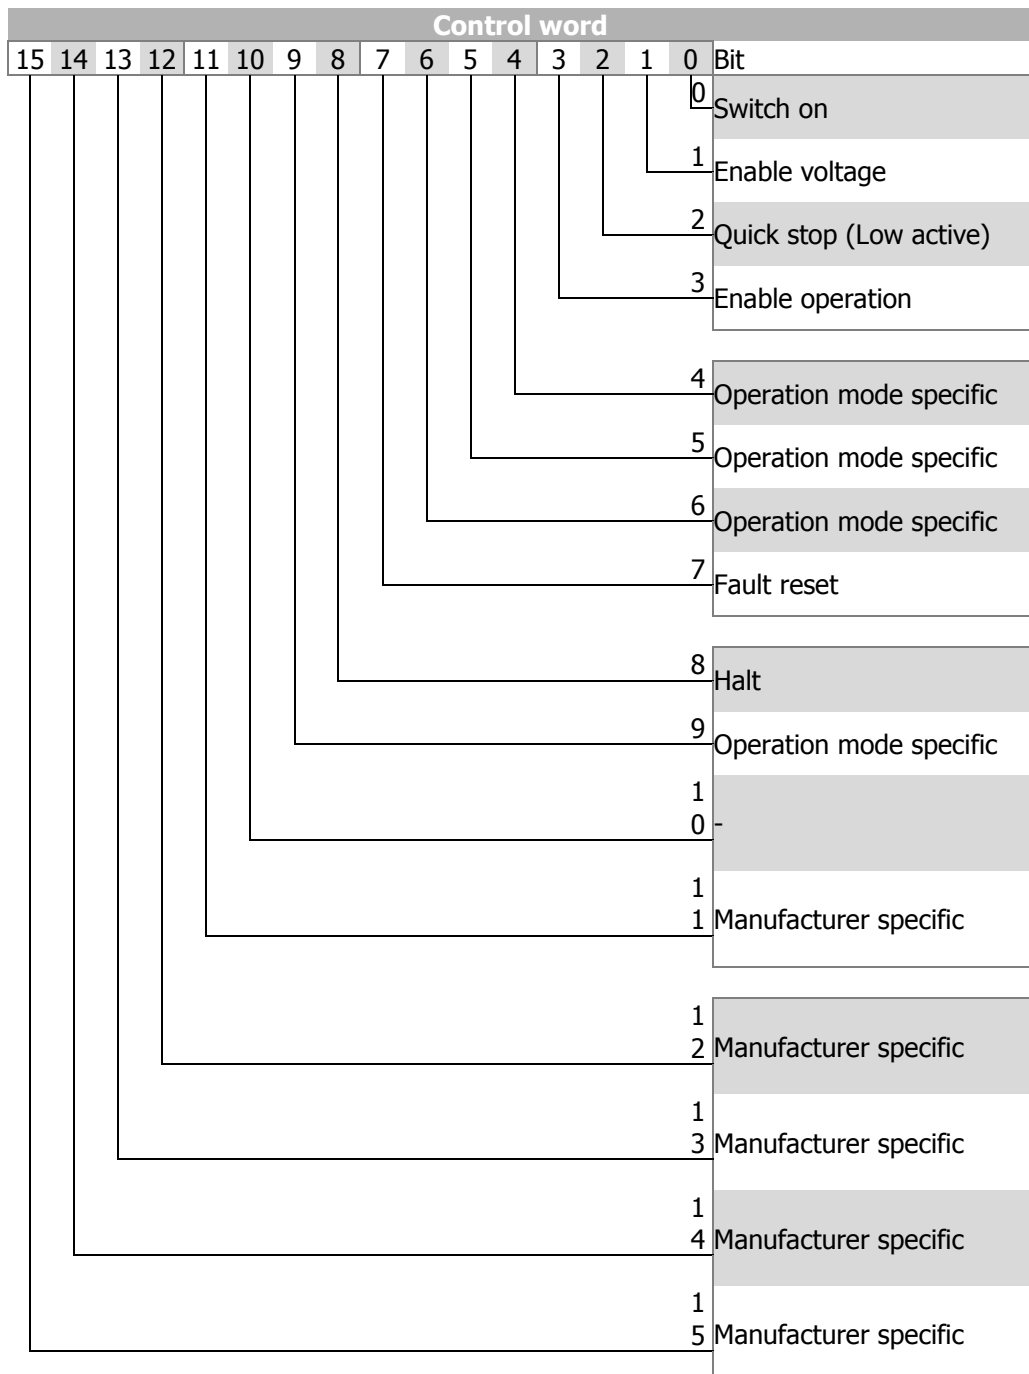 Control word
15 14 13 12 11 10 9 8 7 6 5 4 3 2 1 0 Bit
0 Switch on
1 Enable voltage
2 Quick stop (Low active)
3 Enable operation
4 Operation mode specific
5 Operation mode specific
6 Operation mode specific
7 Fault reset
8 Halt
9 Operation mode specific
1
0 -
1
1 Manufacturer specific
1
2 Manufacturer specific
1
3 Manufacturer specific
1
4 Manufacturer specific
1
5 Manufacturer specific